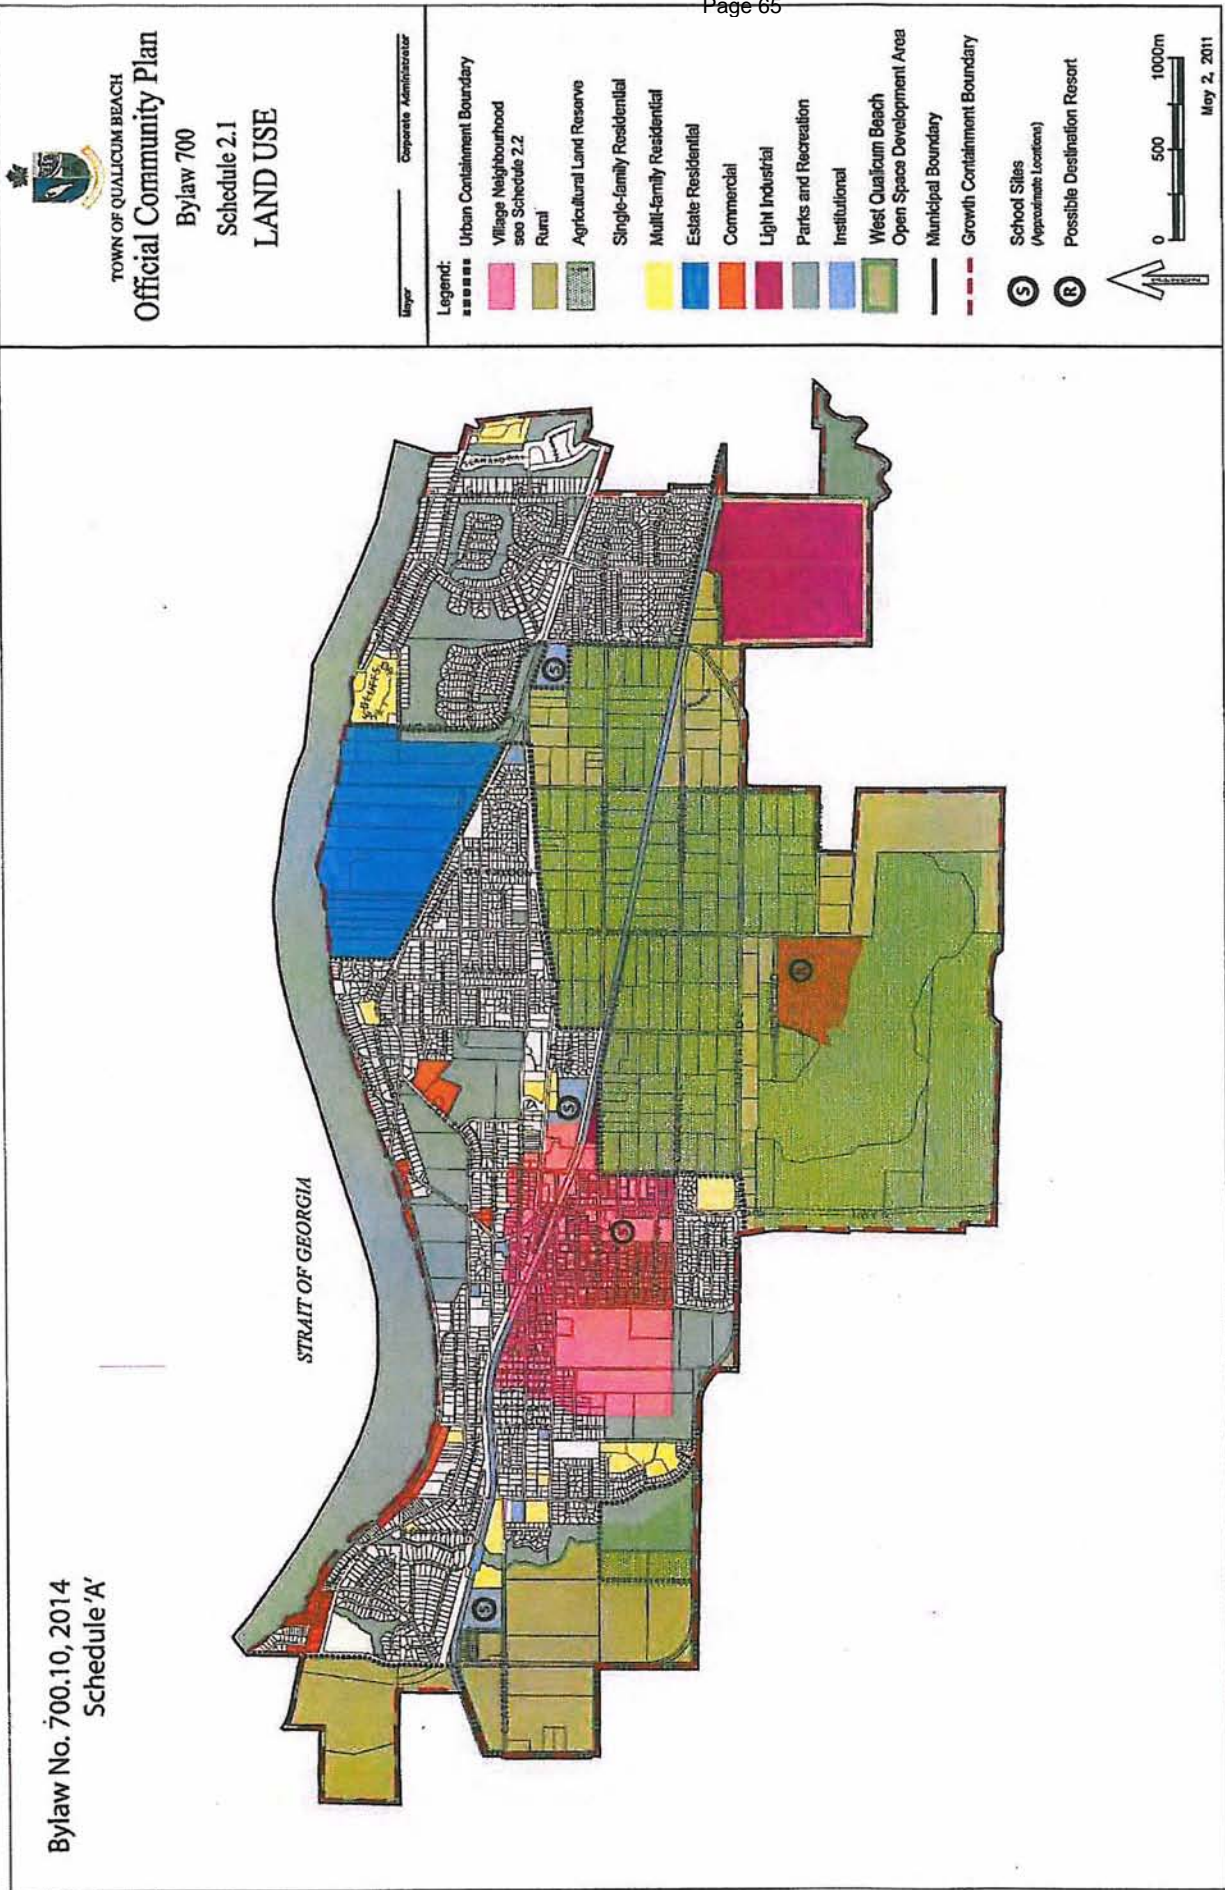 Page 65
Bylaw No. 700.10, 2014
Schedule 'A'
STRAIT OF GEORGIA
TOWN OF QUALICUM BEACH
Official Community Plan
Bylaw 700
Schedule 2.1
LAND USE
Mayor
Corporate Administrator
Legend:
Urban Containment Boundary
Village Neighbourhood
see Schedule 2.2
Rural
Agricultural Land Reserve
Single-family Residential
Multi-family Residential
Estate Residential
Commercial
Light Industrial
Parks and Recreation
Institutional
West Qualicum Beach
Open Space Development Area
Municipal Boundary
Growth Containment Boundary
S
School Sites
(Approximate Locations)
R
Possible Destination Resort
0 500 1000m
May 2, 2011
S
S
S
S
R